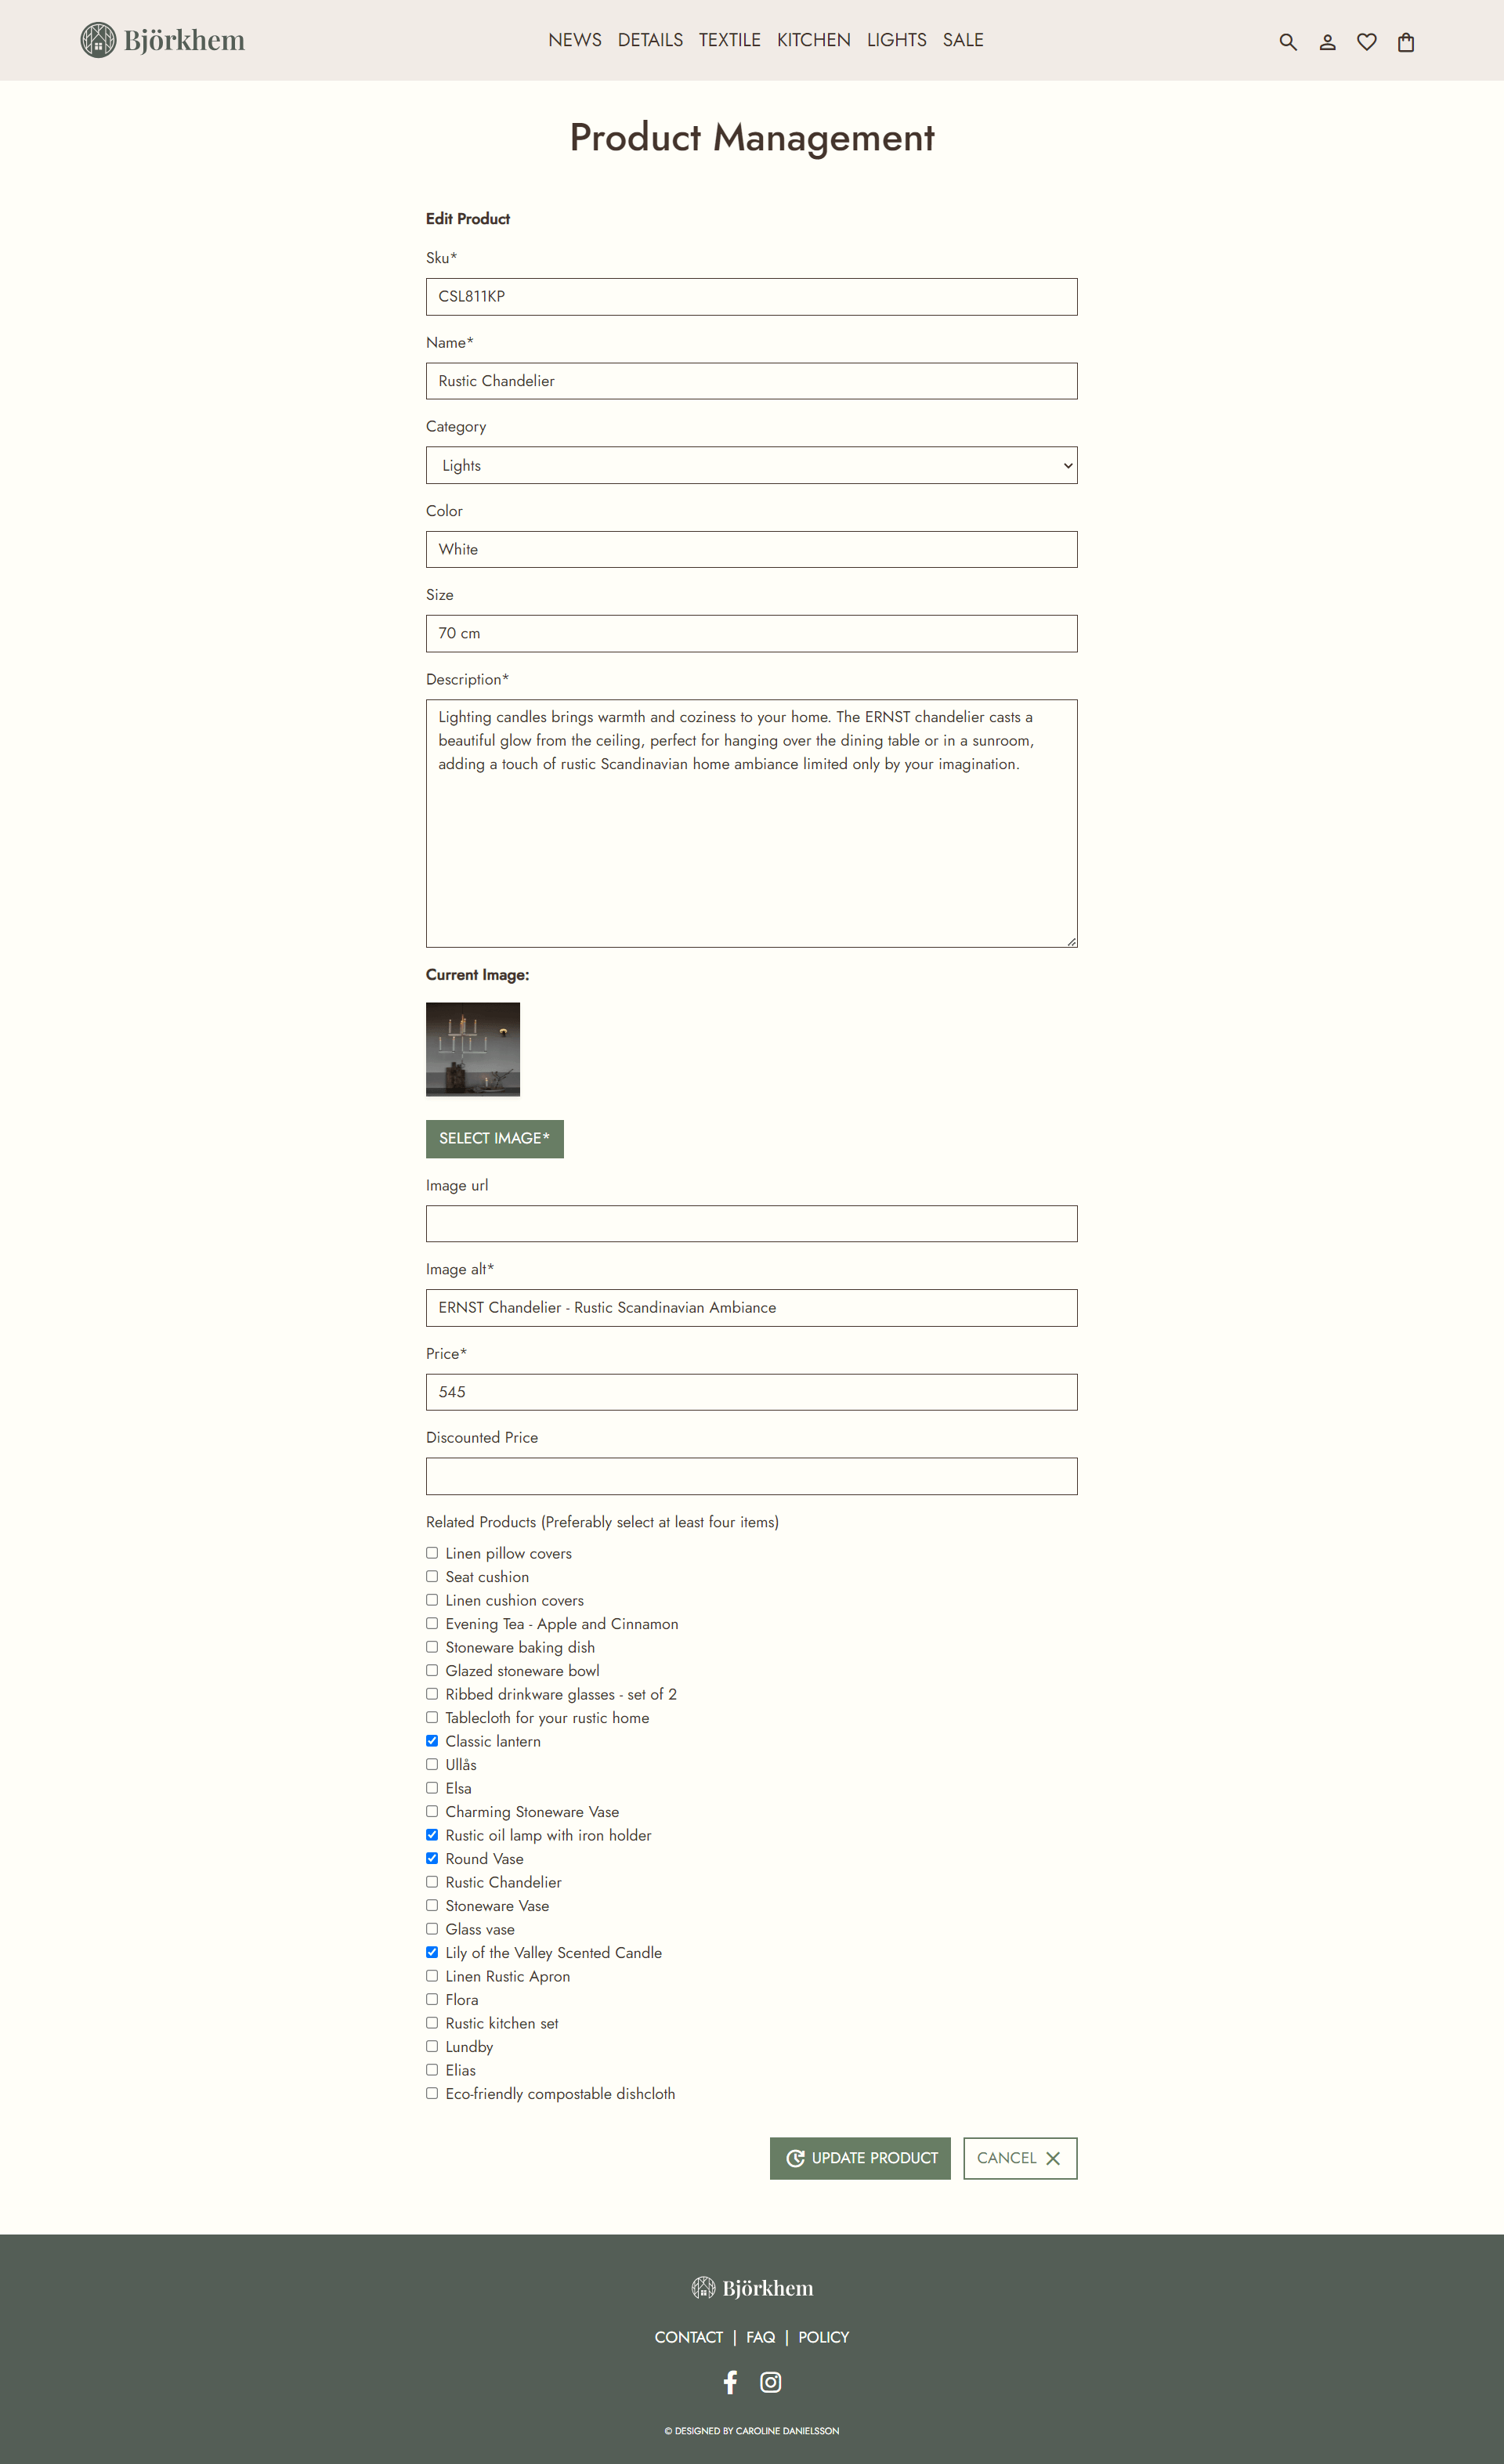 Björkhem
NEWS DETAILS TEXTILE KITCHEN LIGHTS SALE
Product Management
Edit Product
Sku*
CSL811KP
Name*
Rustic Chandelier
Category
Lights
Color
White
Size
70 cm
Description*
Lighting candles brings warmth and coziness to your home. The ERNST chandelier casts a
beautiful glow from the ceiling, perfect for hanging over the dining table or in a sunroom,
adding a touch of rustic Scandinavian home ambiance limited only by your imagination.
Current Image:
SELECT IMAGE*
Image url
Image alt*
ERNST Chandelier - Rustic Scandinavian Ambiance
Price*
545
Discounted Price
Related Products (Preferably select at least four items)
Linen pillow covers
Seat cushion
Linen cushion covers
Evening Tea - Apple and Cinnamon
Stoneware baking dish
Glazed stoneware bowl
Ribbed drinkware glasses - set of 2
Tablecloth for your rustic home
Classic lantern
Ullås
Elsa
Charming Stoneware Vase
Rustic oil lamp with iron holder
Round Vase
Rustic Chandelier
Stoneware Vase
Glass vase
Lily of the Valley Scented Candle
Linen Rustic Apron
Flora
Rustic kitchen set
Lundby
Elias
Eco-friendly compostable dishcloth
UPDATE PRODUCT CANCEL
Björkhem
CONTACT | FAQ | POLICY
© DESIGNED BY CAROLINE DANIELSSON